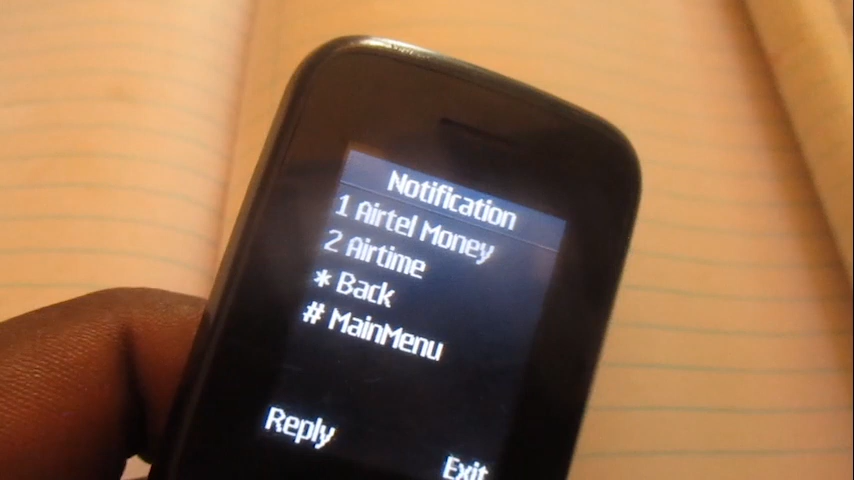 Notification
1 Airtel Money
2 Airtime
* Back
# MainMenu
Reply
Exit